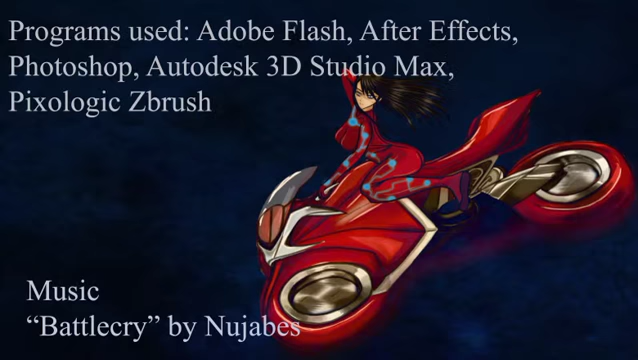 Programs used: Adobe Flash, After Effects,
Photoshop, Autodesk 3D Studio Max,
Pixologic Zbrush
Music
“Battlecry” by Nujabes